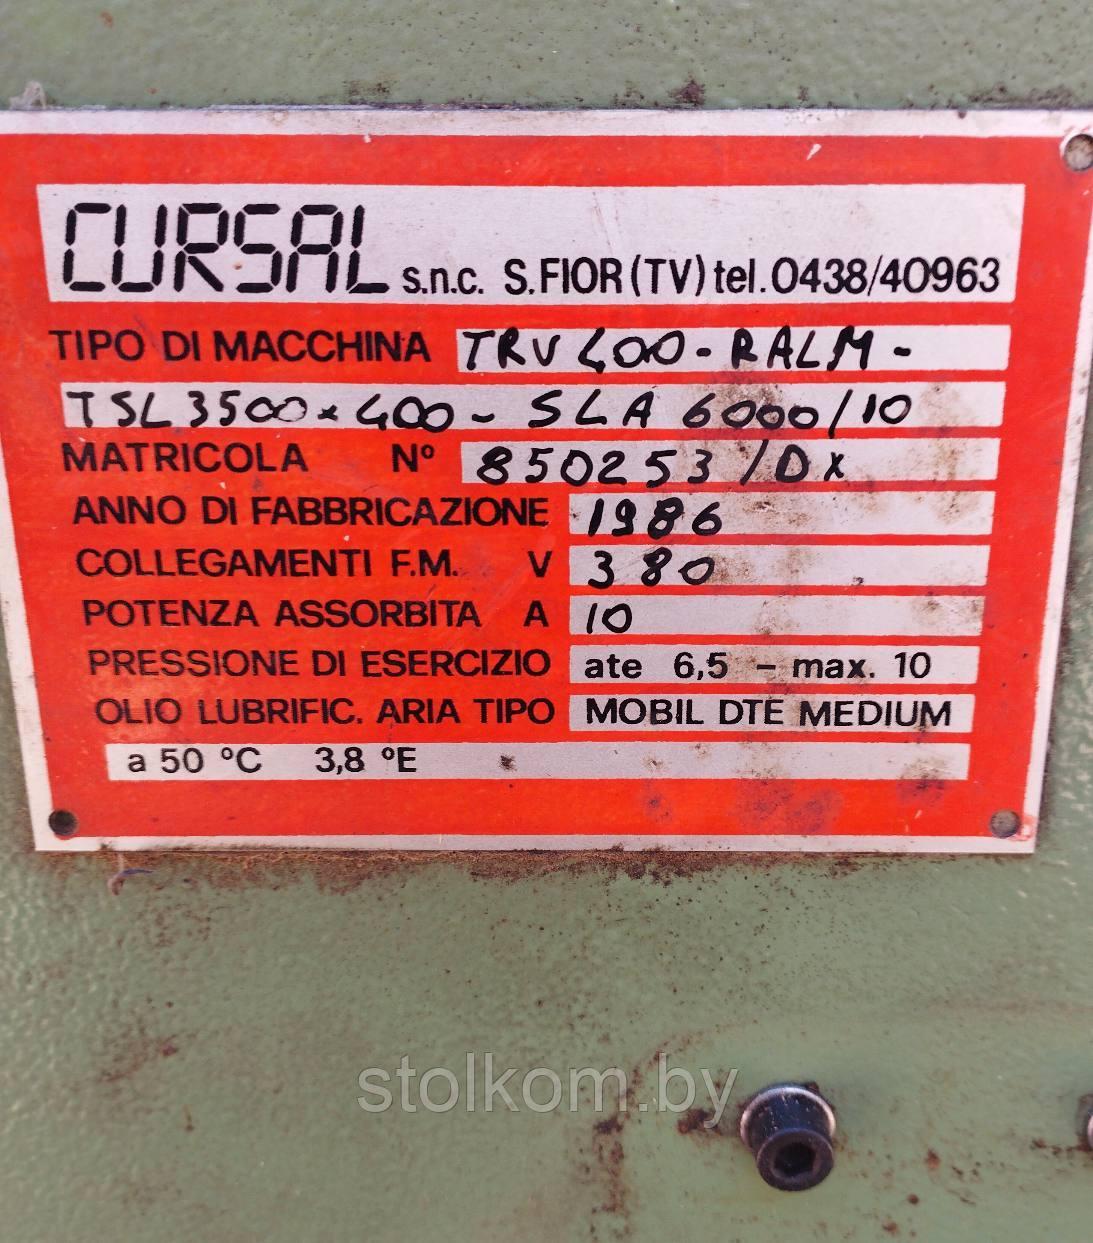 CURSAL s.n.c. S.FIOR (TV) tel. 0438/40963
TIPO DI MACCHINA TRV 400 - RALM -
TSL 3500 x 400 - SLA 6000/10
MATRICOLA N° 850253/Dx
ANNO DI FABBRICAZIONE 1986
COLLEGAMENTI F.M. V 380
POTENZA ASSORBITA A 10
PRESSIONE DI ESERCIZIO ate 6,5 - max. 10
OLIO LUBRIFIC. ARIA TIPO MOBIL DTE MEDIUM
a 50 °C 3,8 °E
stolkom.by